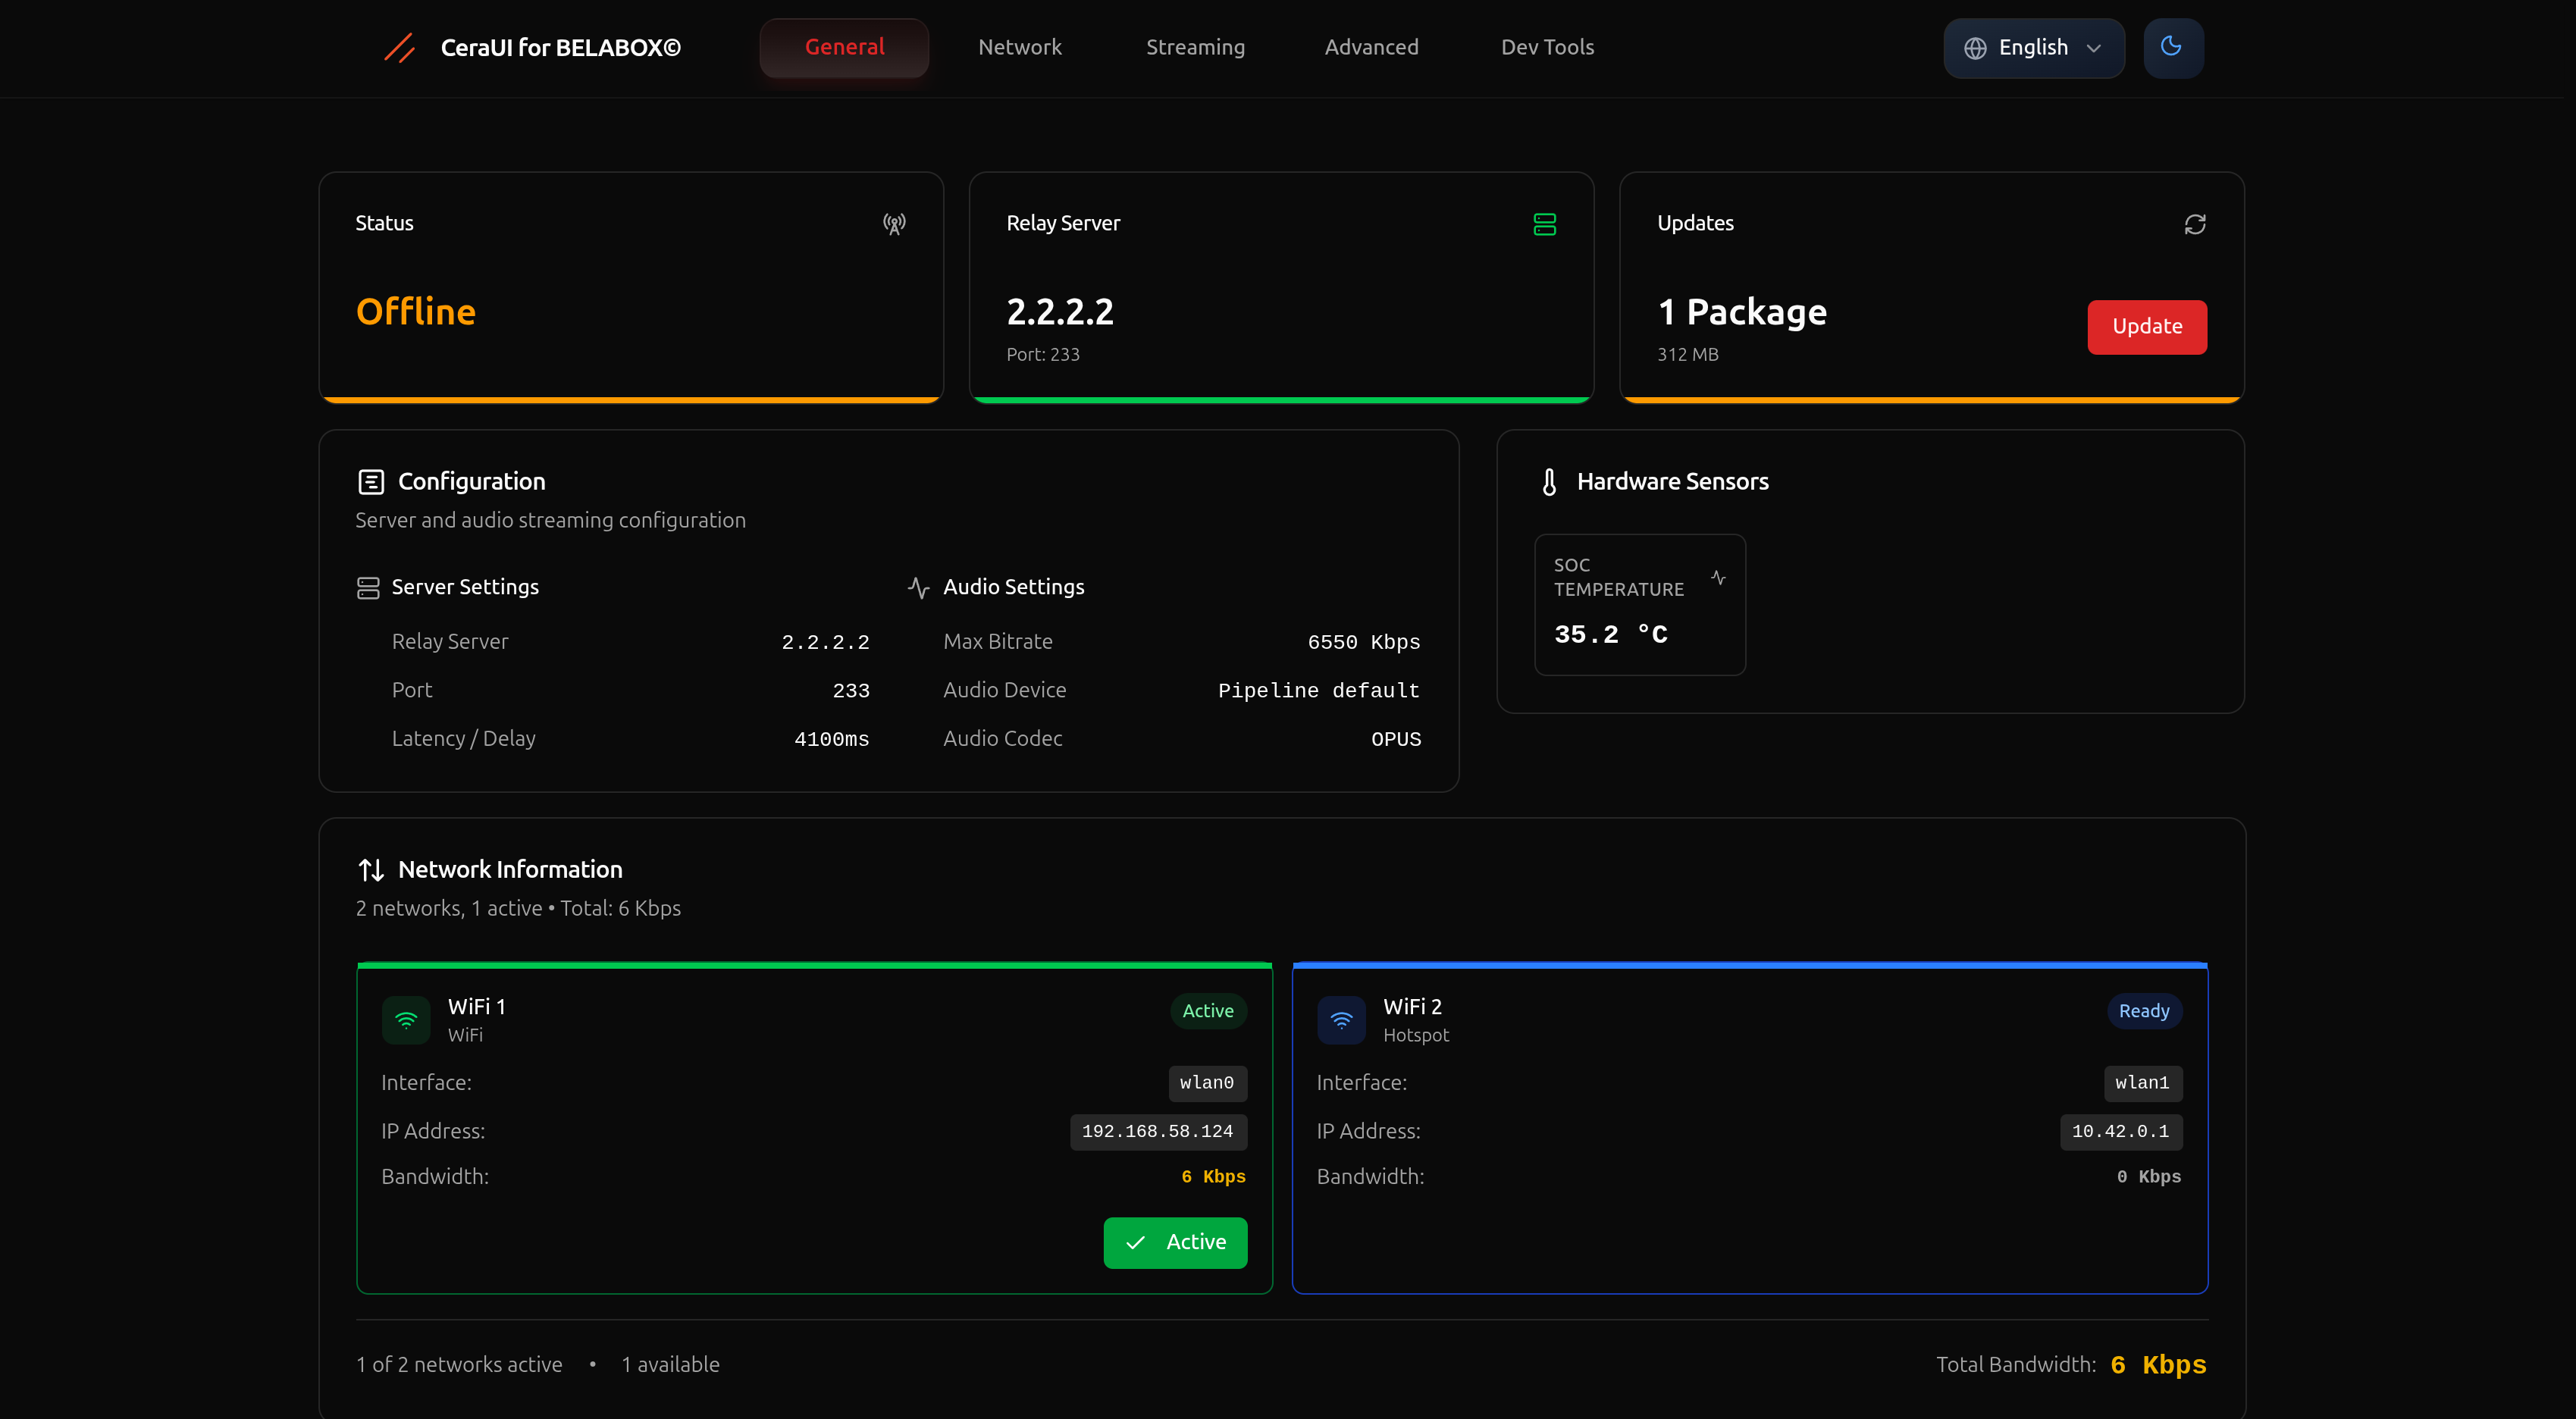 CeraUI for BELABOX©
General
Network
Streaming
Advanced
Dev Tools
English
Status
Offline
Relay Server
2.2.2.2
Port: 233
Updates
1 Package
312 MB
Update
Configuration
Server and audio streaming configuration
Server Settings
Relay Server 2.2.2.2
Port 233
Latency / Delay 4100ms
Audio Settings
Max Bitrate 6550 Kbps
Audio Device Pipeline default
Audio Codec OPUS
Hardware Sensors
SOC
TEMPERATURE
35.2 °C
Network Information
2 networks, 1 active • Total: 6 Kbps
WiFi 1
WiFi
Active
Interface: wlan0
IP Address: 192.168.58.124
Bandwidth: 6 Kbps
Active
WiFi 2
Hotspot
Ready
Interface: wlan1
IP Address: 10.42.0.1
Bandwidth: 0 Kbps
1 of 2 networks active • 1 available
Total Bandwidth: 6 Kbps